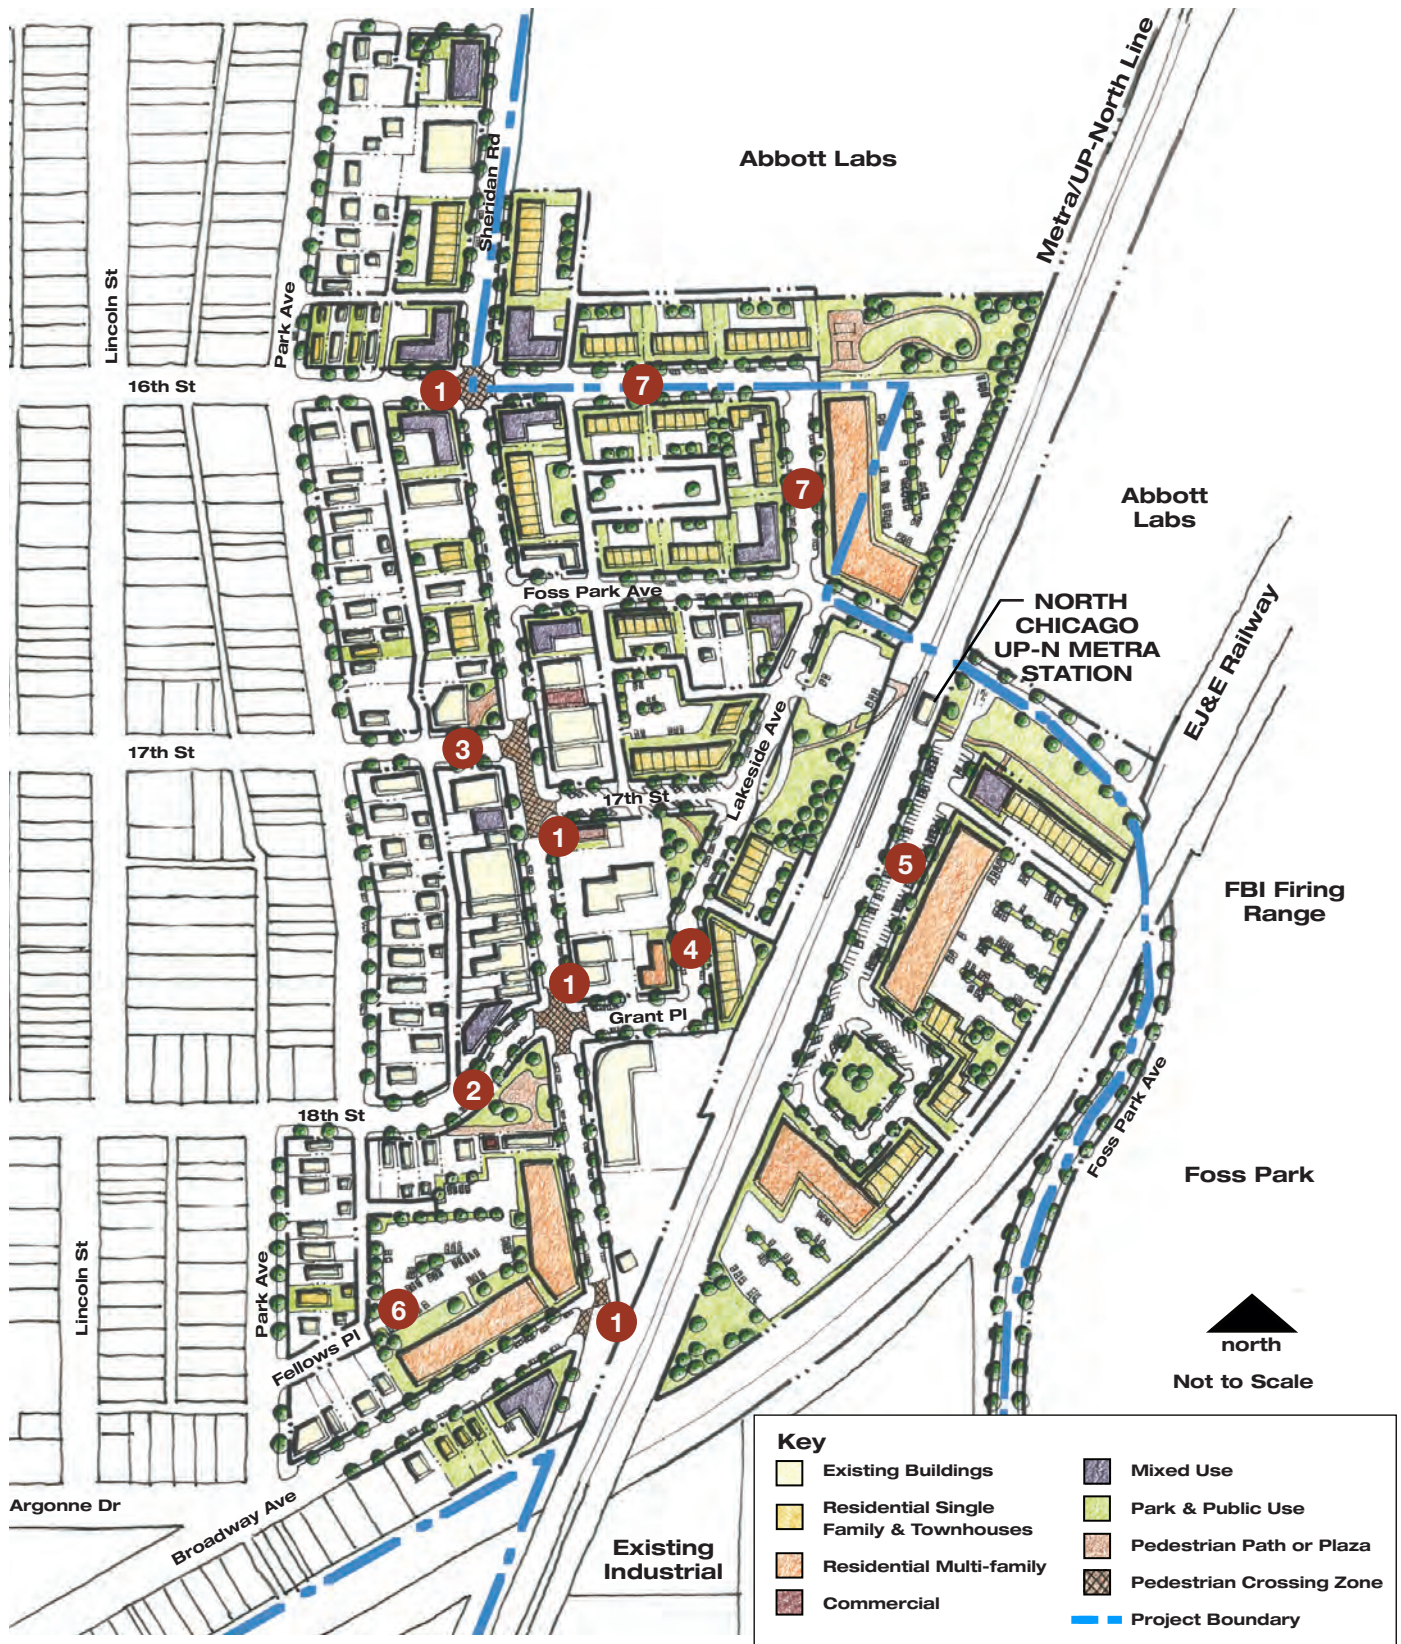 Metra/UP-North Line
Abbott Labs
Sheridan Rd
Lincoln St
Park Ave
16th St
1
7
7
Abbott
Labs
Foss Park Ave
NORTH
CHICAGO
UP-N METRA
STATION
EJ&E Railway
17th St
3
Lakeside Ave
17th St
1
5
FBI Firing
Range
4
1
Grant Pl
2
18th St
Foss Park Ave
Foss Park
Lincoln St
Park Ave
6
1
Fellows Pl
north
Not to Scale
Argonne Dr
Broadway Ave
Existing
Industrial
Key
Existing Buildings
Residential Single
Family & Townhouses
Residential Multi-family
Commercial
Mixed Use
Park & Public Use
Pedestrian Path or Plaza
Pedestrian Crossing Zone
Project Boundary